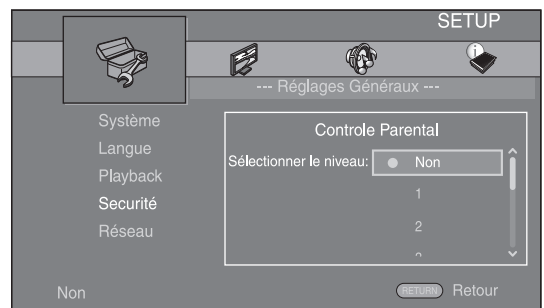 SETUP
--- Réglages Généraux ---
Système
Langue
Playback
Securité
Réseau
Controle Parental
Sélectionner le niveau: Non
1
2
Non
RETURN Retour